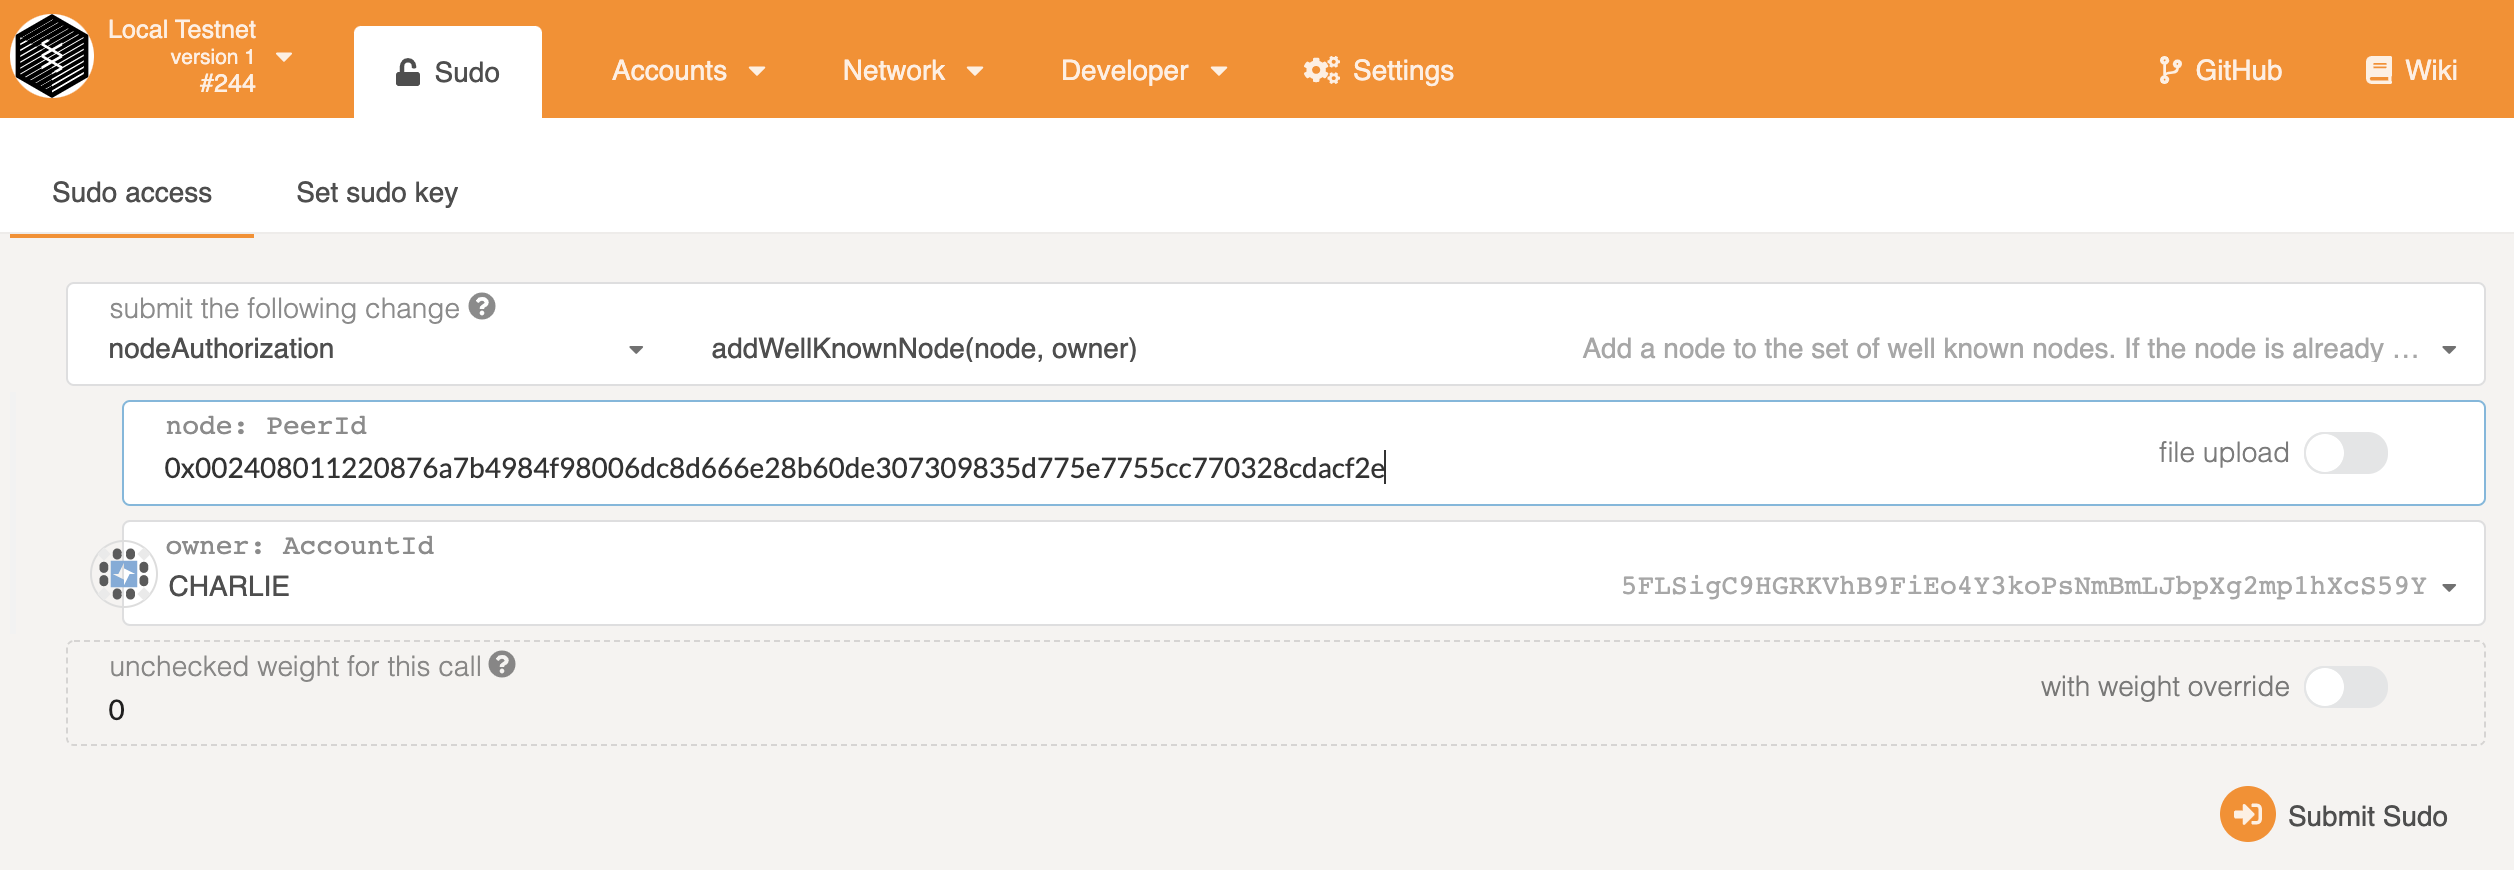 Local Testnet
version 1
#244
Sudo
Accounts
Network
Developer
Settings
GitHub
Wiki
Sudo access
Set sudo key
submit the following change
nodeAuthorization
addWellKnownNode(node, owner)
Add a node to the set of well known nodes. If the node is already …
node: PeerId
0x002408011220876a7b4984f98006dc8d666e28b60de307309835d775e7755cc770328cdacf2e
file upload
owner: AccountId
CHARLIE
5FLSigC9HGRKVhB9FiEo4Y3koPsNmBmLJbpXg2mp1hXcS59Y
unchecked weight for this call
0
with weight override
Submit Sudo